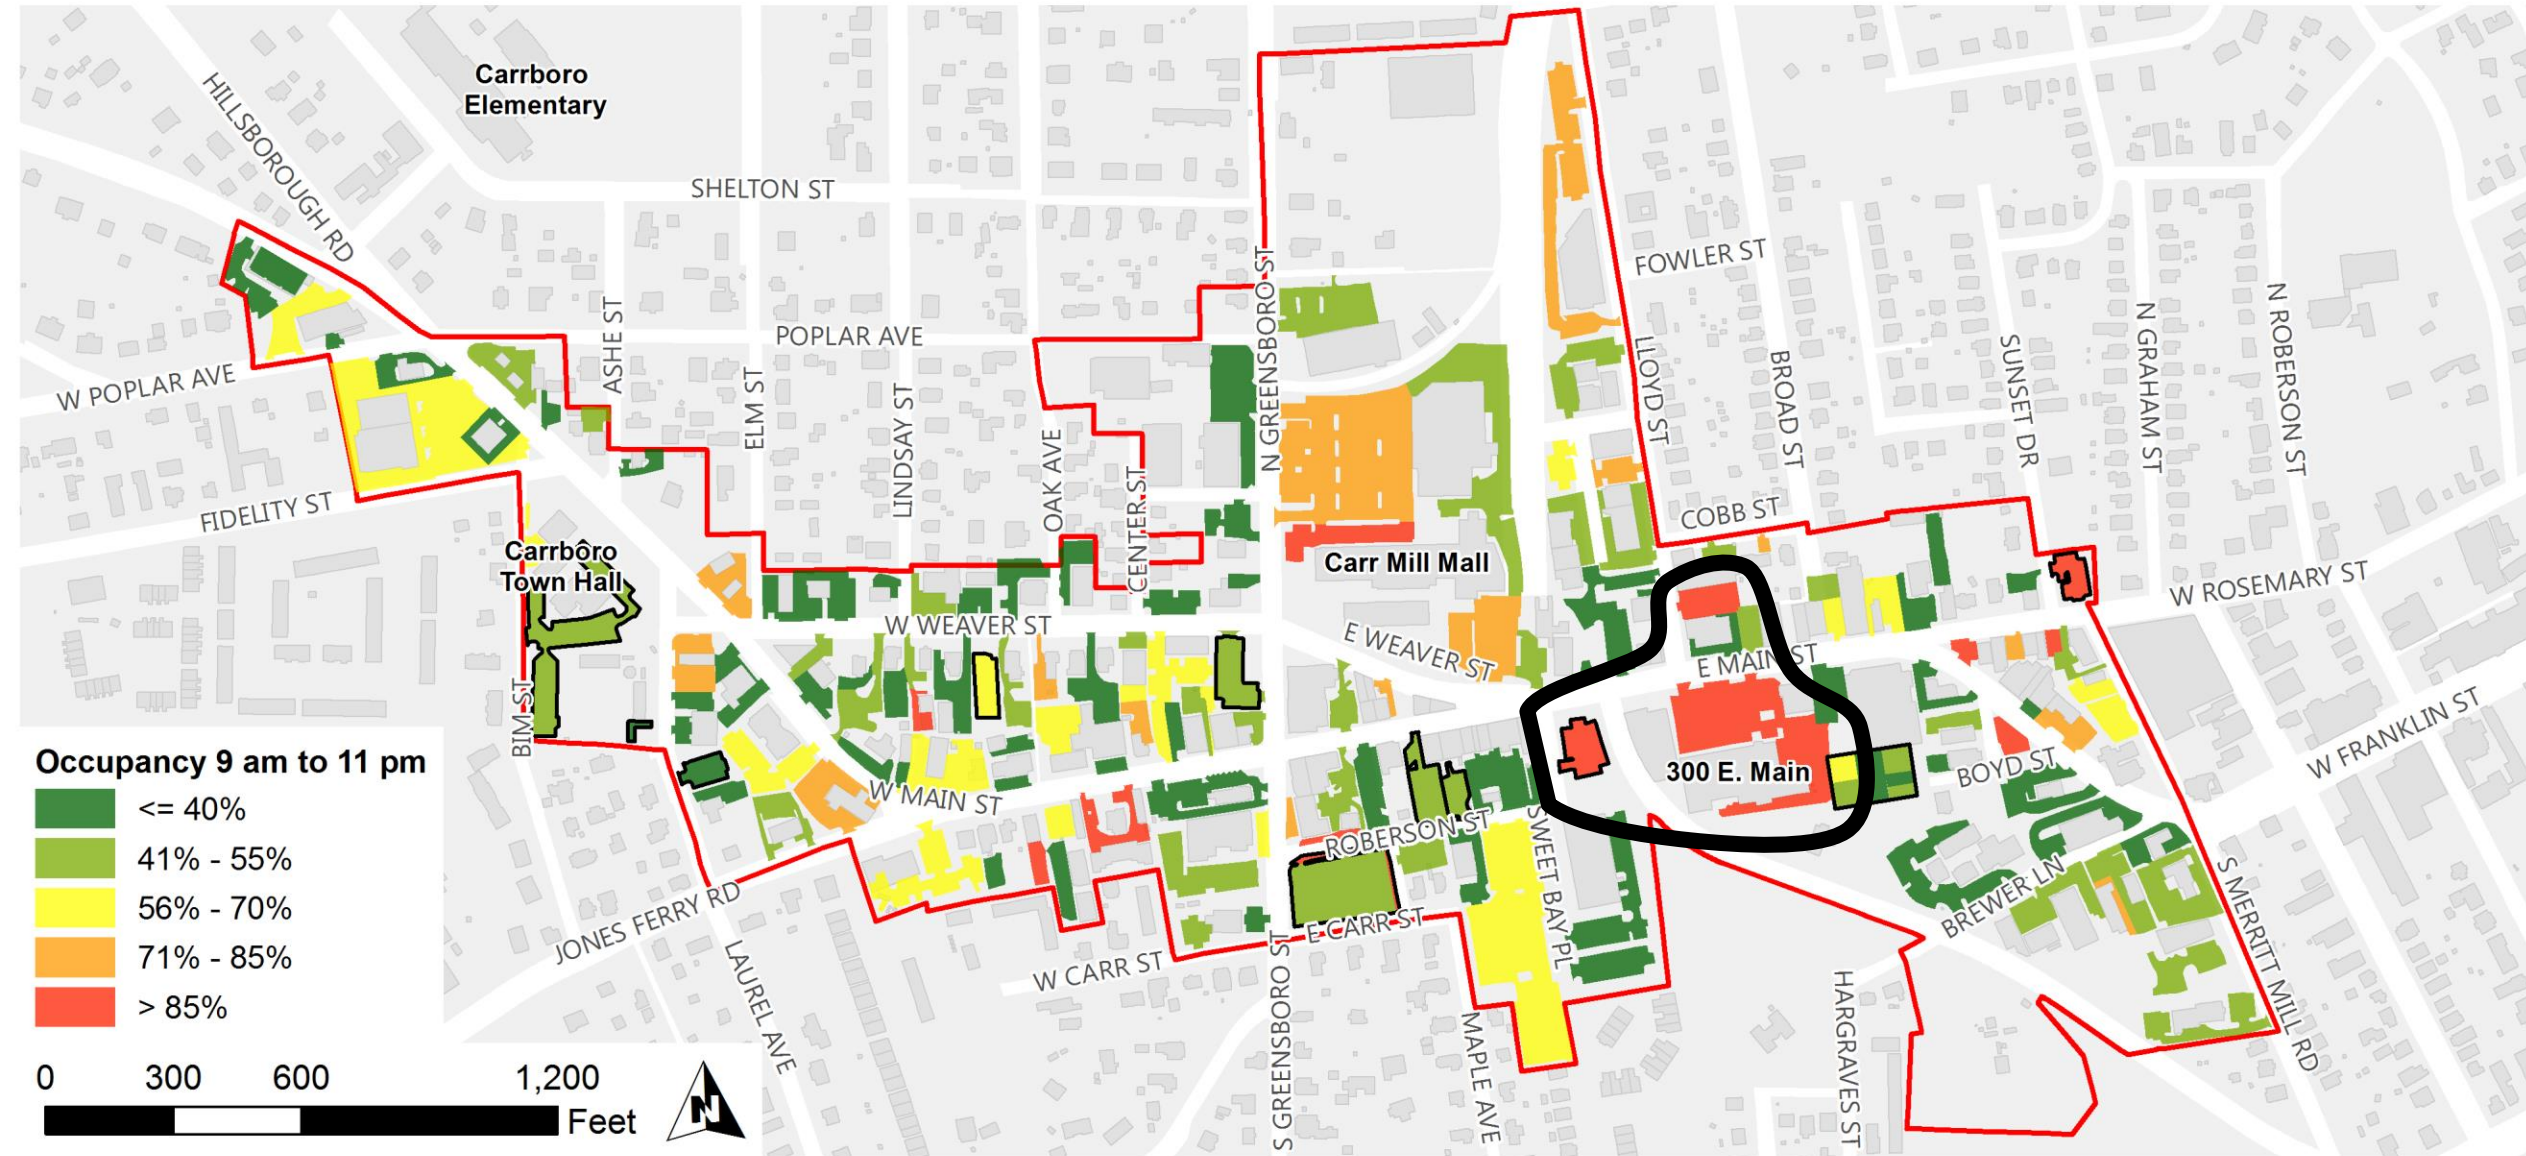 Carrboro
Elementary
HILLSBOROUGH RD
SHELTON ST
FOWLER ST
N GREENSBORO ST
ASHE ST
POPLAR AVE
W POPLAR AVE
ELM ST
LINDSAY ST
OAK AVE
CENTER ST
LLOYD ST
BROAD ST
SUNSET DR
N GRAHAM ST
N ROBERSON ST
FIDELITY ST
COBB ST
Carrboro
Town Hall
Carr Mill Mall
W ROSEMARY ST
W WEAVER ST
E WEAVER ST
E MAIN ST
BIM ST
W FRANKLIN ST
300 E. Main
BOYD ST
W MAIN ST
ROBERSON ST
SWEET BAY PL
JONES FERRY RD
LAUREL AVE
W CARR ST
E CARR ST
S GREENSBORO ST
MAPLE AVE
BREWER LN
HARGRAVES ST
S MERRITT MILL RD
Occupancy 9 am to 11 pm
<= 40%
41% - 55%
56% - 70%
71% - 85%
> 85%
0 300 600 1,200
Feet
N